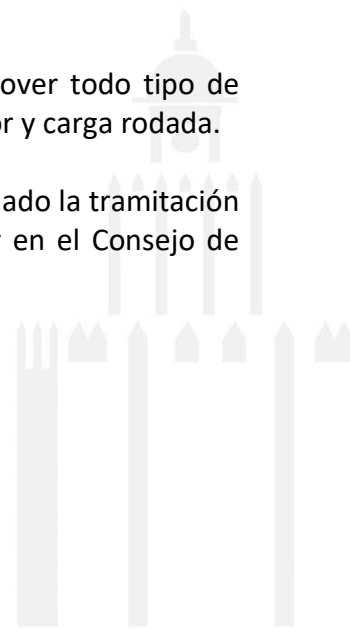 over todo tipo de
or y carga rodada.
ado la tramitación
en el Consejo de